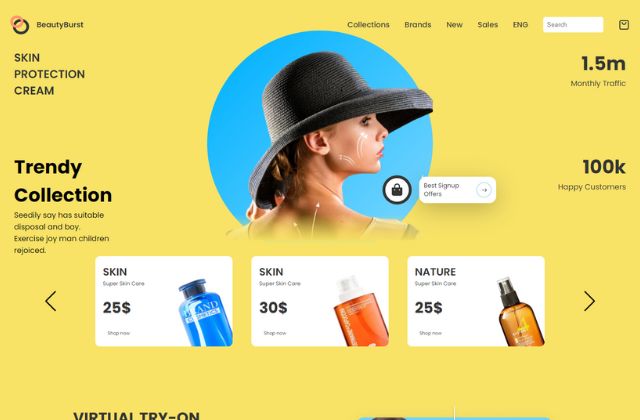 BeautyBurst
Collections
Brands
New
Sales
ENG
Search
SKIN
PROTECTION
CREAM
1.5m
Monthly Traffic
Trendy
Collection
Seedily say has suitable
disposal and boy.
Exercise joy man children
rejoiced.
Best Signup
Offers
100k
Happy Customers
SKIN
Super Skin Care
25$
Shop now
SKIN
Super Skin Care
30$
Shop now
NATURE
Super Skin Care
25$
Shop now
VIRTUAL TRY-ON